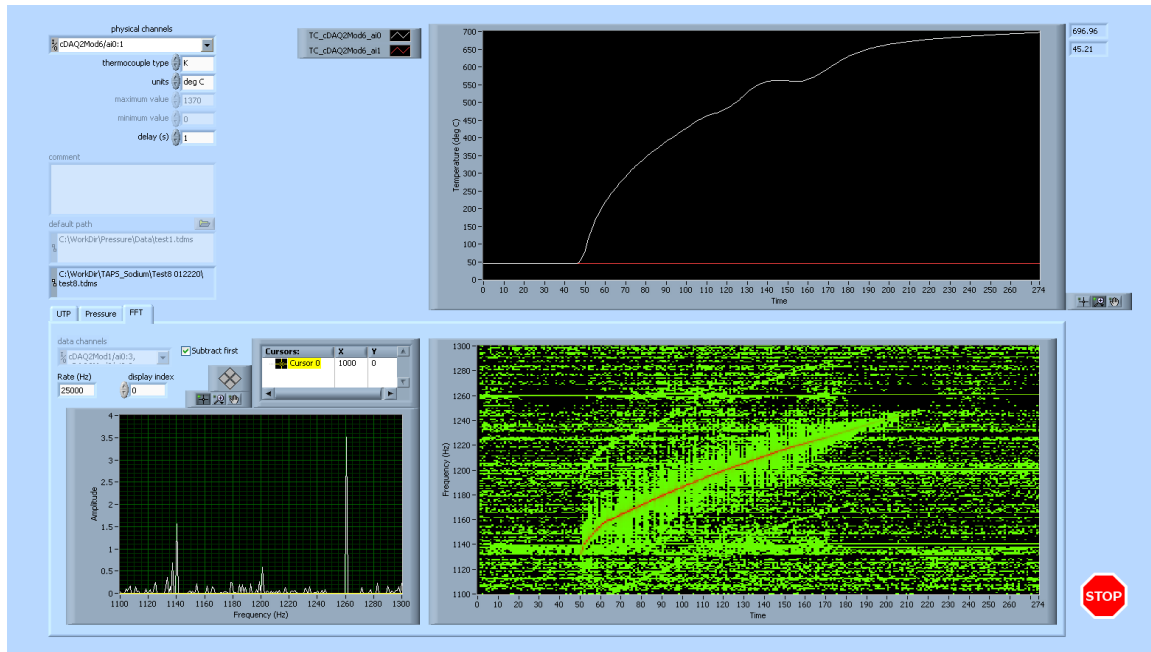 physical channels
cDAQ2Mod6/ai0:1
thermocouple type K
units deg C
maximum value 1370
minimum value 0
delay (s) 1
comment
default path
C:\WorkDir\Pressure\Data\test1.tdms
C:\WorkDir\TAPS_Sodium\Test8 012220\
test8.tdms
TC_cDAQ2Mod6_ai0
TC_cDAQ2Mod6_ai1
700
650
600
550
500
450
400
350
300
250
200
150
100
50
0
Temperature (deg C)
0 10 20 30 40 50 60 70 80 90 100 110 120 130 140 150 160 170 180 190 200 210 220 230 240 250 260 274
Time
696.96
45.21
UTP Pressure FFT
data channels
cDAQ2Mod1/ai0:3,
Subtract first
Rate (Hz) display index
25000 0
Cursors: X Y
Cursor 0 1000 0
4
3.5
3
2.5
2
1.5
1
0.5
0
Amplitude
1100 1120 1140 1160 1180 1200 1220 1240 1260 1280 1300
Frequency (Hz)
1300
1280
1260
1240
1220
1200
1180
1160
1140
1120
1100
Frequency (Hz)
0 10 20 30 40 50 60 70 80 90 100 110 120 130 140 150 160 170 180 190 200 210 220 230 240 250 260 274
Time
STOP